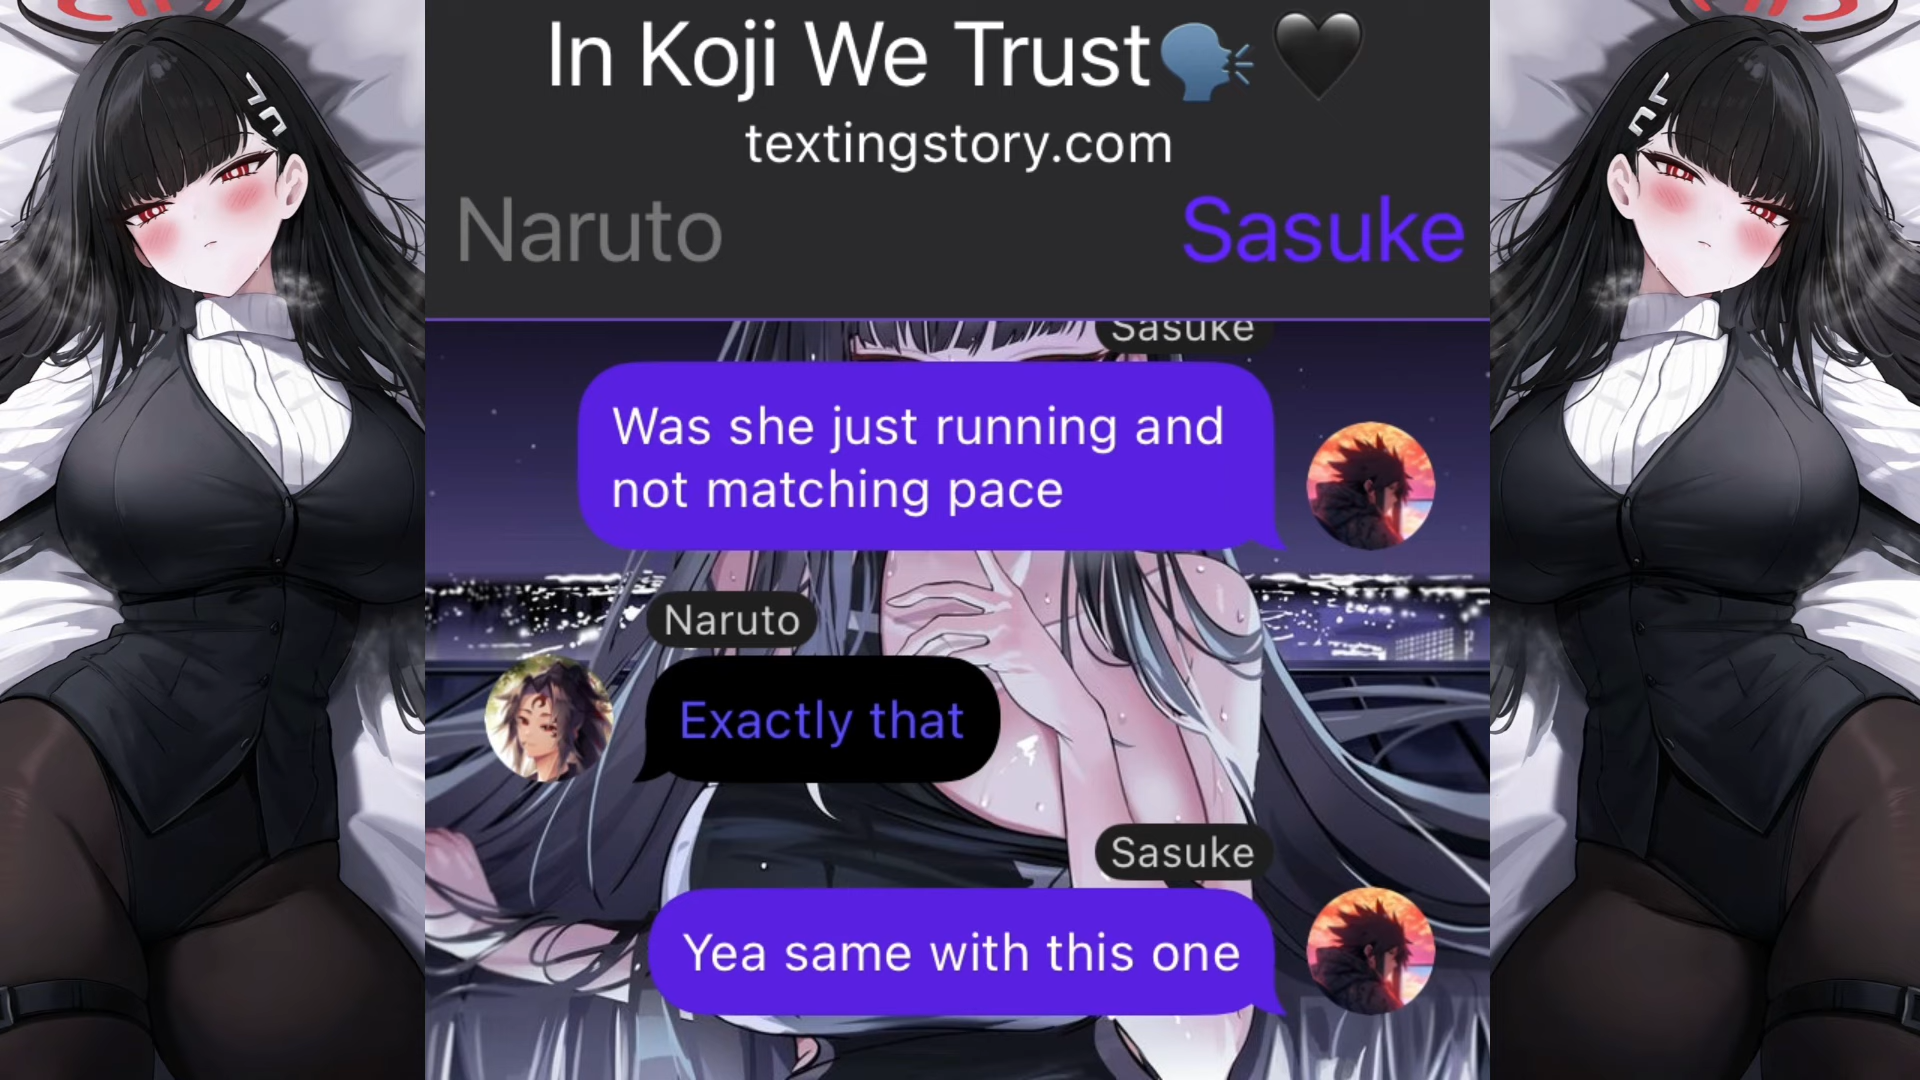 In Koji We Trust🗣️🖤
textingstory.com
Naruto
Sasuke
Sasuke
Was she just running and
not matching pace
Naruto
Exactly that
Sasuke
Yea same with this one